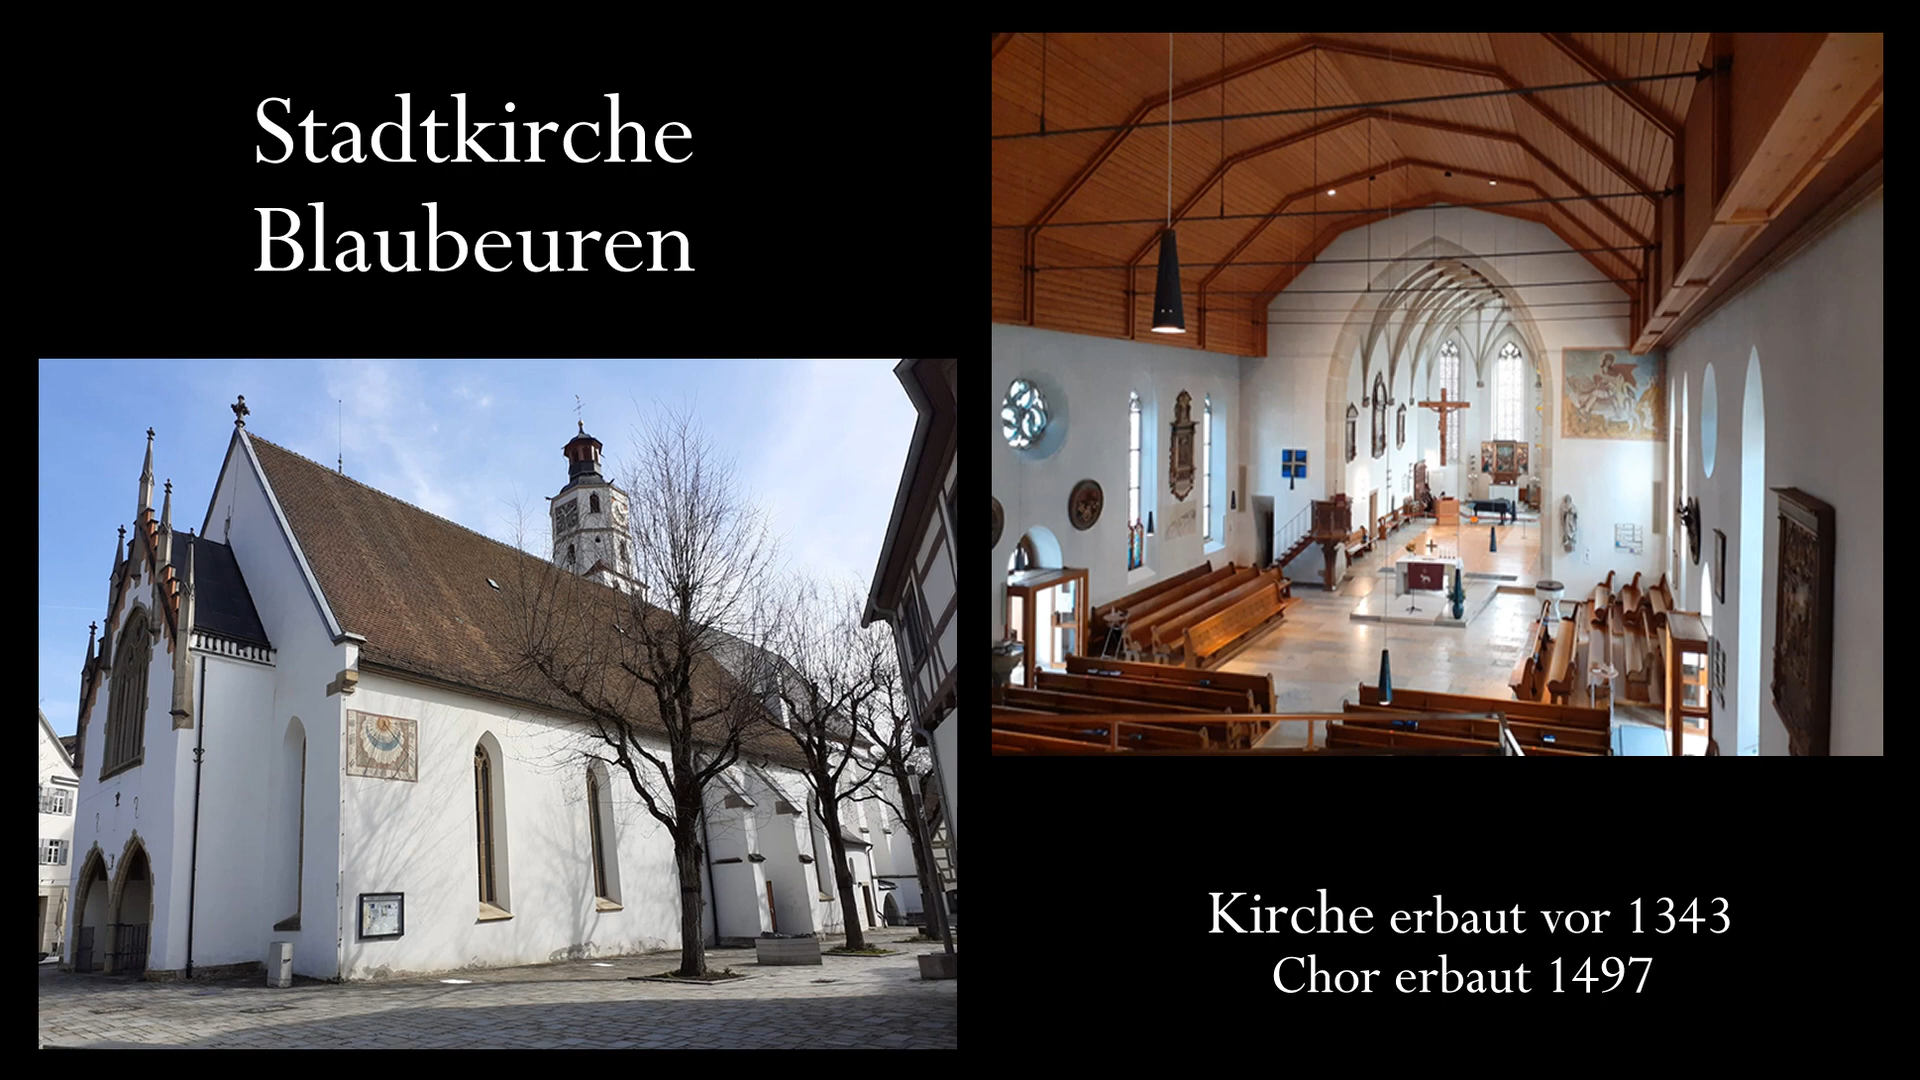 Stadtkirche
Blaubeuren
Kirche erbaut vor 1343
Chor erbaut 1497